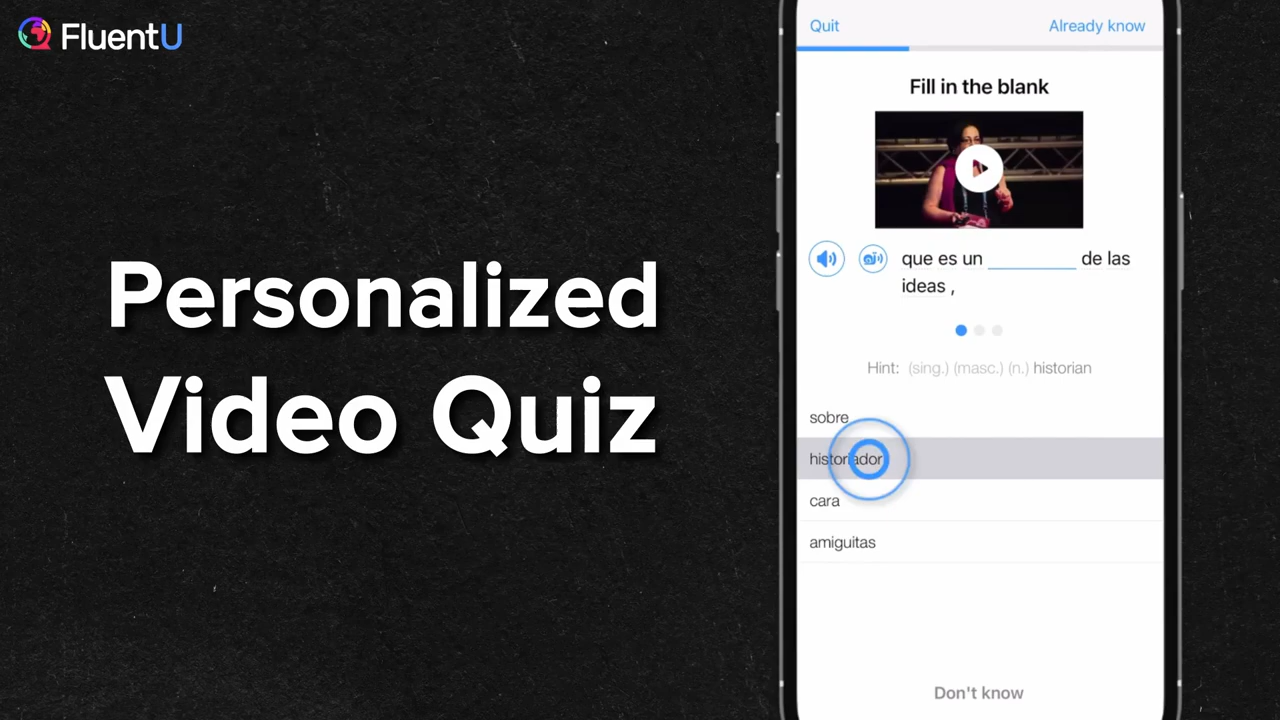 FluentU
Personalized
Video Quiz
Quit
Already know
Fill in the blank
que es un ________ de las
ideas ,
Hint: (sing.) (masc.) (n.) historian
sobre
historiador
cara
amiguitas
Don't know